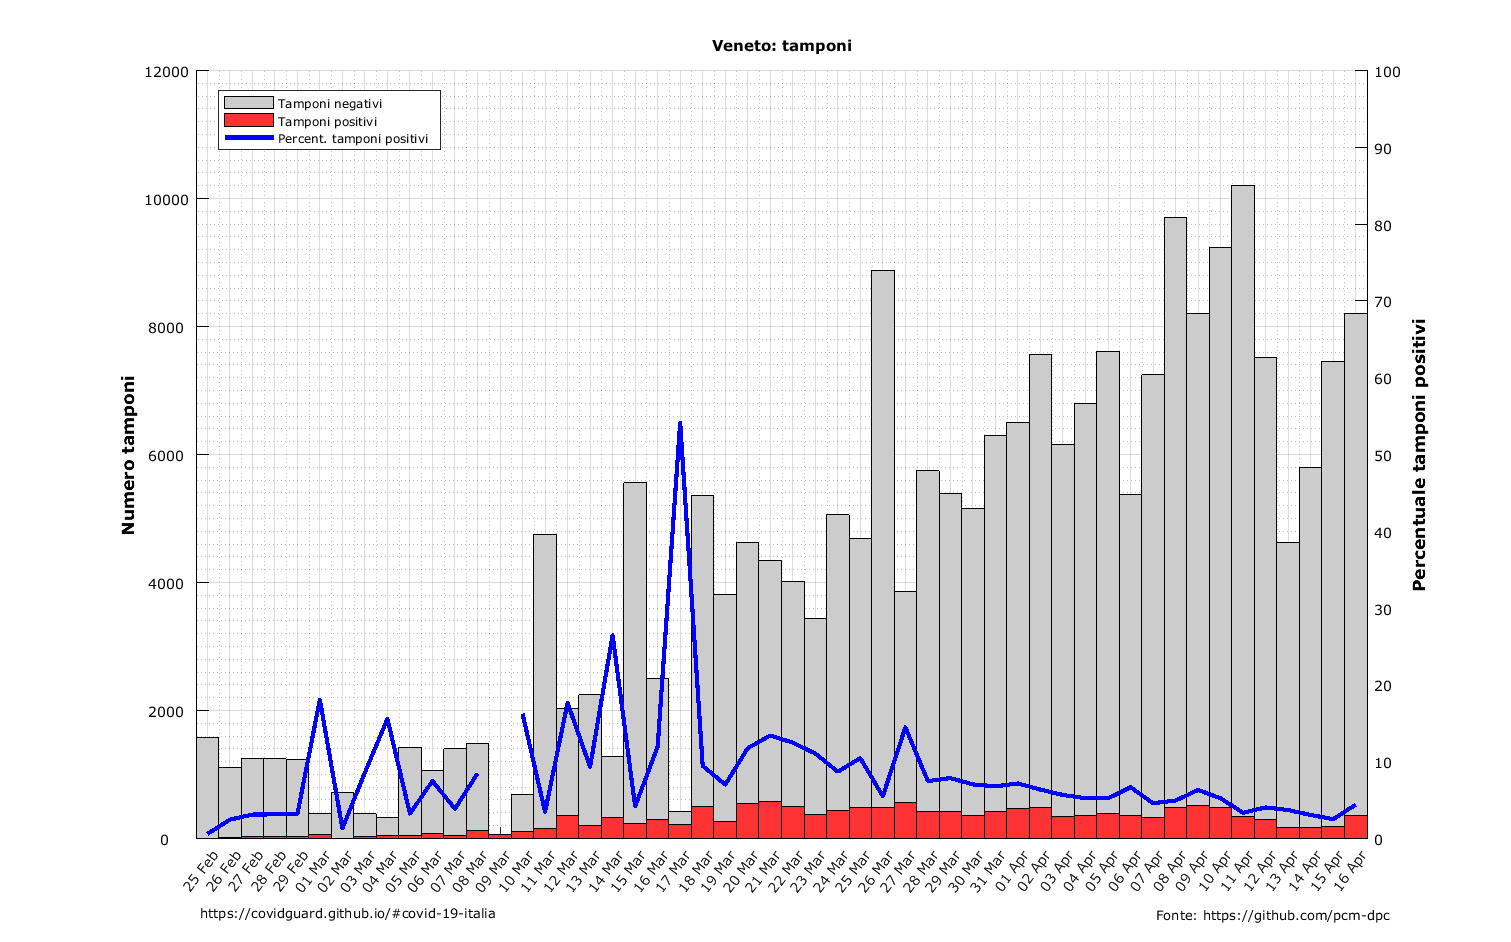 Veneto: tamponi
12000
10000
8000
6000
4000
2000
0
Numero tamponi
Tamponi negativi
Tamponi positivi
Percent. tamponi positivi
100
90
80
70
60
50
40
30
20
10
0
Percentuale tamponi positivi
25 Feb
26 Feb
27 Feb
28 Feb
29 Feb
01 Mar
02 Mar
03 Mar
04 Mar
05 Mar
06 Mar
07 Mar
08 Mar
09 Mar
10 Mar
11 Mar
12 Mar
13 Mar
14 Mar
15 Mar
16 Mar
17 Mar
18 Mar
19 Mar
20 Mar
21 Mar
22 Mar
23 Mar
24 Mar
25 Mar
26 Mar
27 Mar
28 Mar
29 Mar
30 Mar
31 Mar
01 Apr
02 Apr
03 Apr
04 Apr
05 Apr
06 Apr
07 Apr
08 Apr
09 Apr
10 Apr
11 Apr
12 Apr
13 Apr
14 Apr
15 Apr
16 Apr
https://covidguard.github.io/#covid-19-italia
Fonte: https://github.com/pcm-dpc